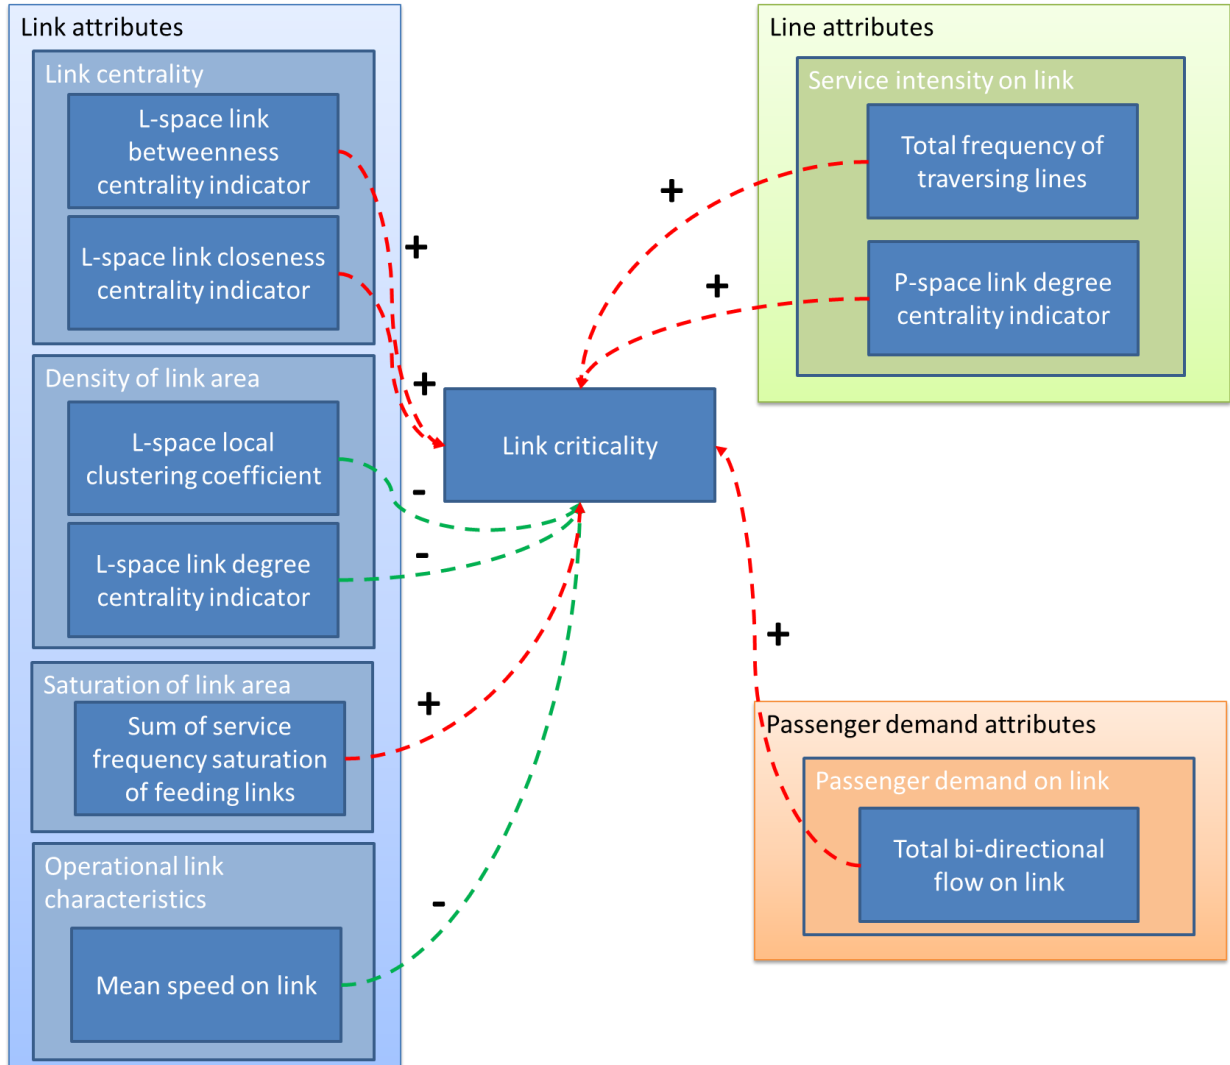 Link attributes
Link centrality
L-space link
betweenness
centrality indicator
+
L-space link closeness
centrality indicator
+
Density of link area
L-space local
clustering coefficient
-
L-space link degree
centrality indicator
-
Saturation of link area
Sum of service
frequency saturation
of feeding links
+
Operational link
characteristics
Mean speed on link
-
Link criticality
Line attributes
Service intensity on link
Total frequency of
traversing lines
+
P-space link degree
centrality indicator
+
Passenger demand attributes
Passenger demand on link
Total bi-directional
flow on link
+